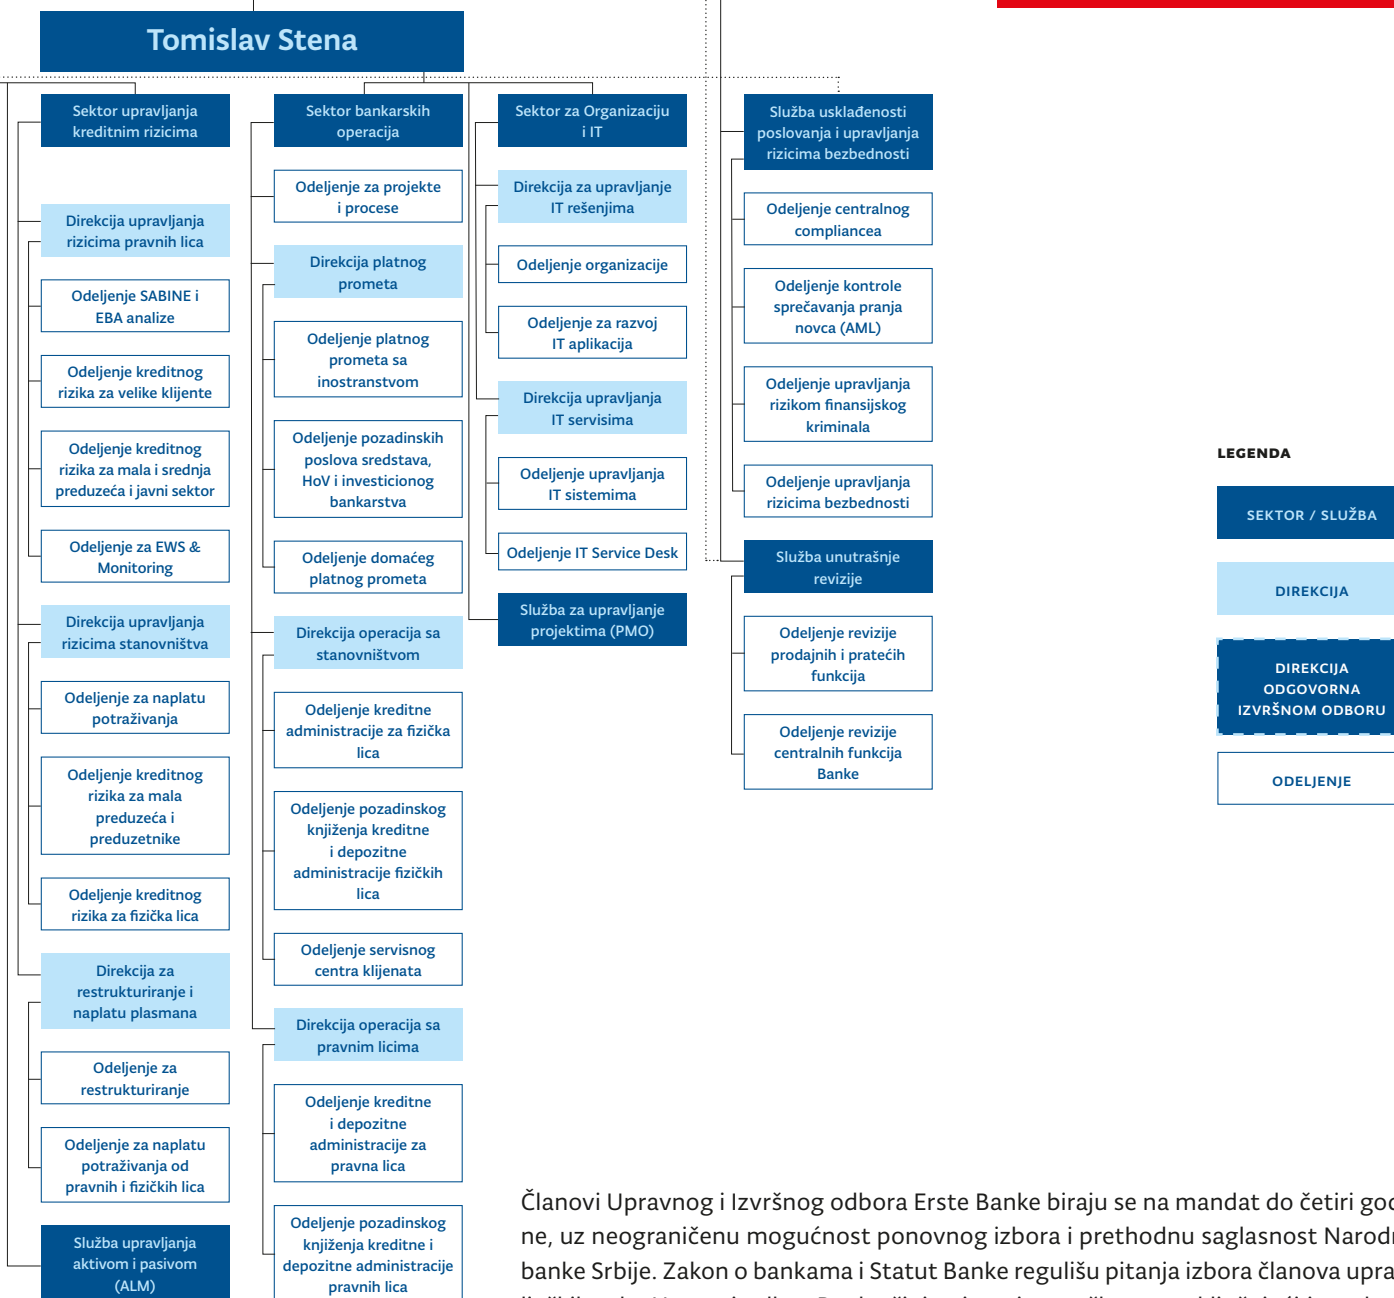 Tomislav Stena
Sektor upravljanja
kreditnim rizicima
Direkcija upravljanja
rizicima pravnih lica
Odeljenje SABINE i
EBA analize
Odeljenje kreditnog
rizika za velike klijente
Odeljenje kreditnog
rizika za mala i srednja
preduzeća i javni sektor
Odeljenje za EWS &
Monitoring
Direkcija upravljanja
rizicima stanovništva
Odeljenje za naplatu
potraživanja
Odeljenje kreditnog
rizika za mala
preduzeća i
preduzetnike
Odeljenje kreditnog
rizika za fizička lica
Direkcija za
restrukturiranje i
naplatu plasmana
Odeljenje za
restrukturiranje
Odeljenje za naplatu
potraživanja od
pravnih i fizičkih lica
Služba upravljanja
aktivom i pasivom
(ALM)
Sektor bankarskih
operacija
Odeljenje za projekte
i procese
Direkcija platnog
prometa
Odeljenje platnog
prometa sa
inostranstvom
Odeljenje pozadinskih
poslova sredstava,
HoV i investicionog
bankarstva
Odeljenje domaćeg
platnog prometa
Direkcija operacija sa
stanovništvom
Odeljenje kreditne
administracije za fizička
lica
Odeljenje pozadinskog
knjiženja kreditne
i depozitne
administracije fizičkih
lica
Odeljenje servisnog
centra klijenata
Direkcija operacija sa
pravnim licima
Odeljenje kreditne
i depozitne
administracije za
pravna lica
Odeljenje pozadinskog
knjiženja kreditne i
depozitne administracije
pravnih lica
Sektor za Organizaciju
i IT
Direkcija za upravljanje
IT rešenjima
Odeljenje organizacije
Odeljenje za razvoj
IT aplikacija
Direkcija upravljanja
IT servisima
Odeljenje upravljanja
IT sistemima
Odeljenje IT Service Desk
Služba za upravljanje
projektima (PMO)
Služba usklađenosti
poslovanja i upravljanja
rizicima bezbednosti
Odeljenje centralnog
compliancea
Odeljenje kontrole
sprečavanja pranja
novca (AML)
Odeljenje upravljanja
rizikom finansijskog
kriminala
Odeljenje upravljanja
rizicima bezbednosti
Služba unutrašnje
revizije
Odeljenje revizije
prodajnih i pratećih
funkcija
Odeljenje revizije
centralnih funkcija
Banke
LEGENDA
SEKTOR / SLUŽBA
DIREKCIJA
DIREKCIJA
ODGOVORNA
IZVRŠNOM ODBORU
ODELJENJE
Članovi Upravnog i Izvršnog odbora Erste Banke biraju se na mandat do četiri
ne, uz neograničenu mogućnost ponovnog izbora i prethodnu saglasnost
banke Srbije. Zakon o bankama i Statut Banke regulišu pitanja izbora članova